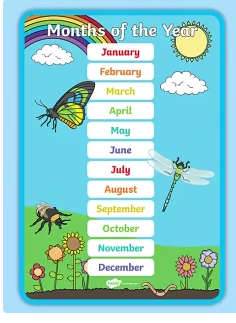 Months of the Year
January
February
March
April
May
June
July
August
September
October
November
December